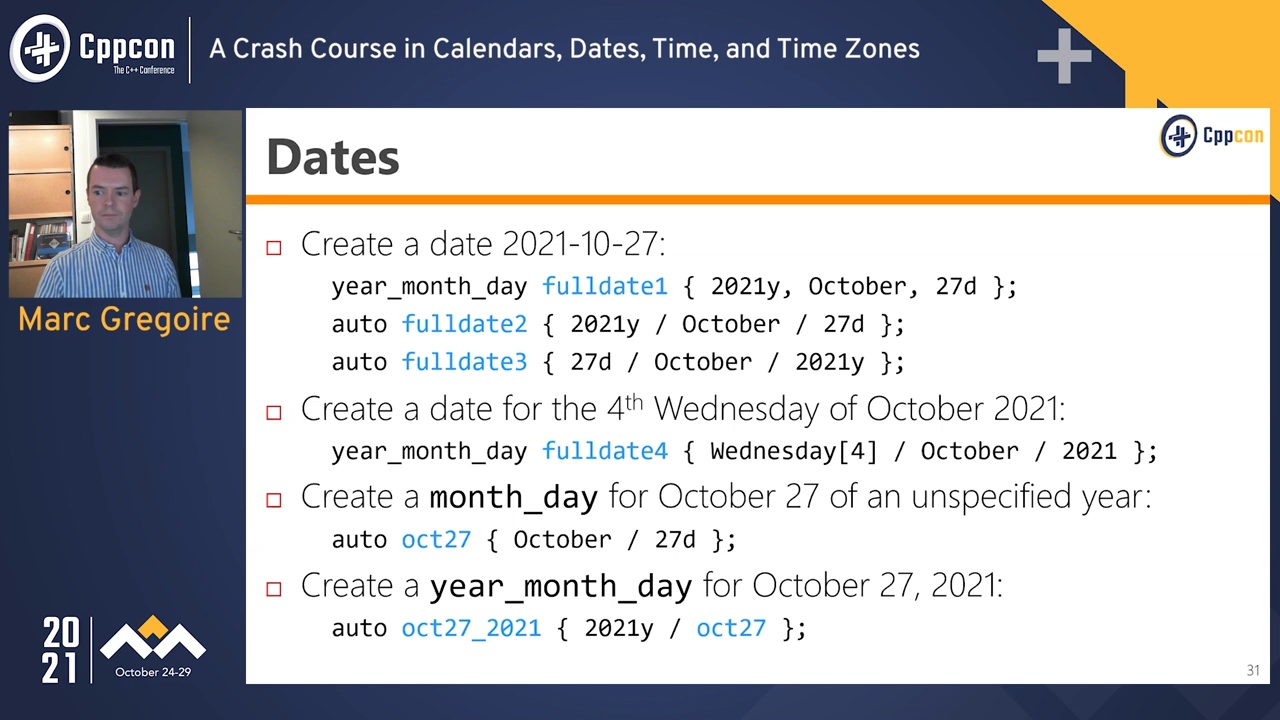 Cppcon
The C++ Conference
A Crash Course in Calendars, Dates, Time, and Time Zones
Cppcon
Dates
Marc Gregoire
□ Create a date 2021-10-27:
year_month_day fulldate1 { 2021y, October, 27d };
auto fulldate2 { 2021y / October / 27d };
auto fulldate3 { 27d / October / 2021y };
□ Create a date for the 4th Wednesday of October 2021:
year_month_day fulldate4 { Wednesday[4] / October / 2021 };
□ Create a month_day for October 27 of an unspecified year:
auto oct27 { October / 27d };
□ Create a year_month_day for October 27, 2021:
auto oct27_2021 { 2021y / oct27 };
20
21
October 24-29
31